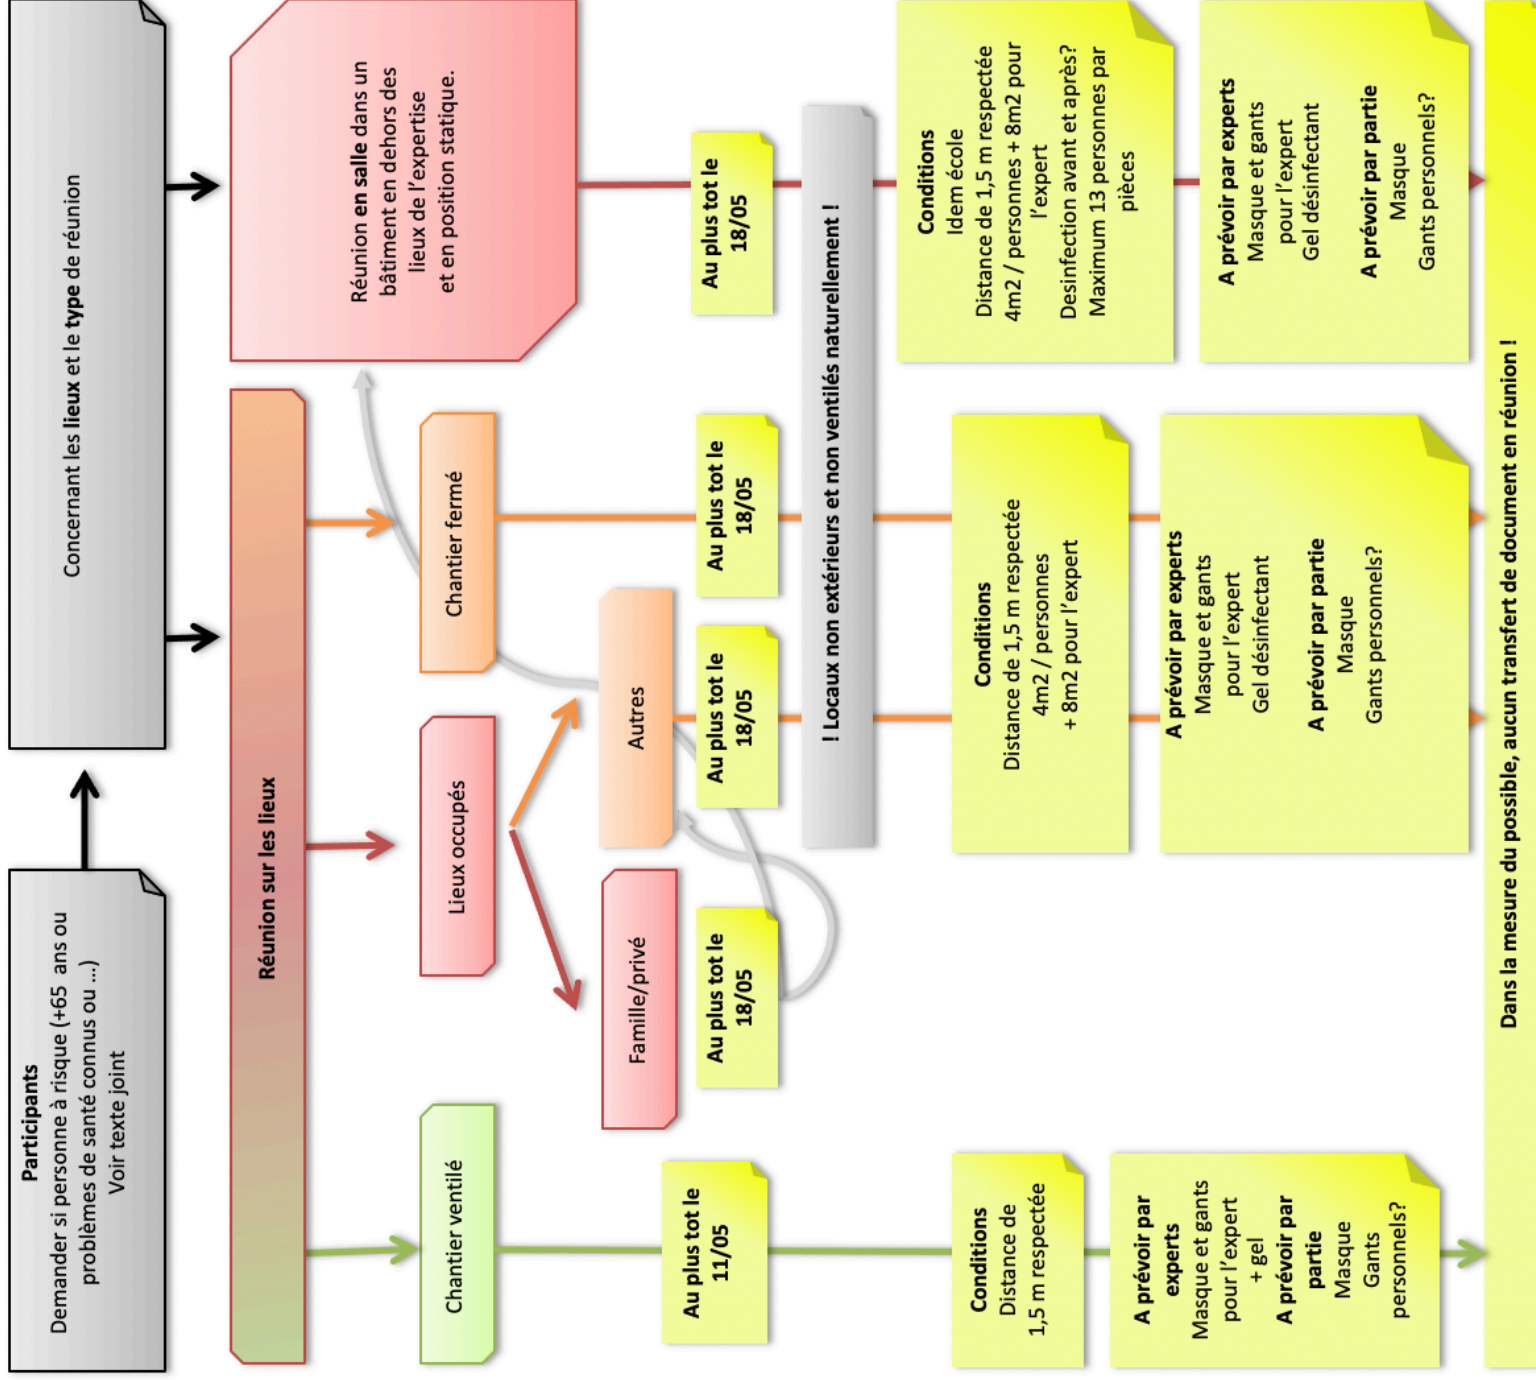 Participants
Demander si personne à risque (+65 ans ou
problèmes de santé connus ou ...)
Voir texte joint
Concernant les lieux et le type de réunion
Réunion sur les lieux
Réunion en salle dans un
bâtiment en dehors des
lieux de l'expertise
et en position statique.
Chantier ventilé
Lieux occupés
Chantier fermé
Famille/privé
Autres
Au plus tot le
11/05
Au plus tot le
18/05
Au plus tot le
18/05
Au plus tot le
18/05
Au plus tot le
18/05
! Locaux non extérieurs et non ventilés naturellement !
Conditions
Distance de
1,5 m respectée
Conditions
Distance de 1,5 m respectée
4m2 / personnes
+ 8m2 pour l'expert
Conditions
Idem école
Distance de 1,5 m respectée
4m2 / personnes + 8m2 pour
l'expert
Desinfection avant et après?
Maximum 13 personnes par
pièces
A prévoir par
experts
Masque et gants
pour l'expert
+ gel
A prévoir par
partie
Masque
Gants
personnels?
A prévoir par experts
Masque et gants
pour l'expert
Gel désinfectant
A prévoir par partie
Masque
Gants personnels?
A prévoir par experts
Masque et gants
pour l'expert
Gel désinfectant
A prévoir par partie
Masque
Gants personnels?
Dans la mesure du possible, aucun transfert de document en réunion !